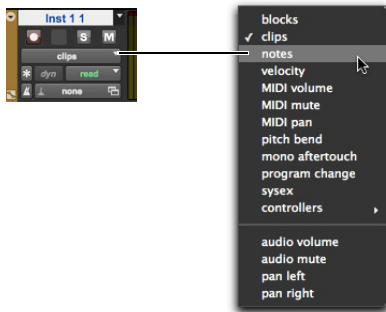 Inst 1 1
S M
clips
dyn read
none
blocks
✓ clips
notes
velocity
MIDI volume
MIDI mute
MIDI pan
pitch bend
mono aftertouch
program change
sysex
controllers
audio volume
audio mute
pan left
pan right